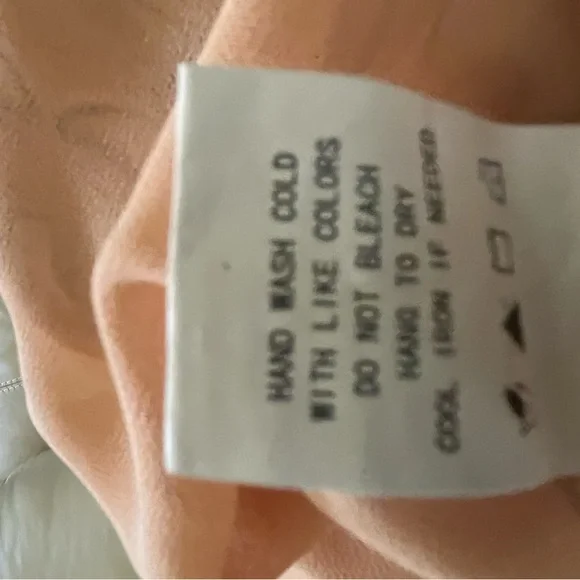 HAND WASH COLD
WITH LIKE COLORS
DO NOT BLEACH
HANG TO DRY
COOL IRON IF NEEDED